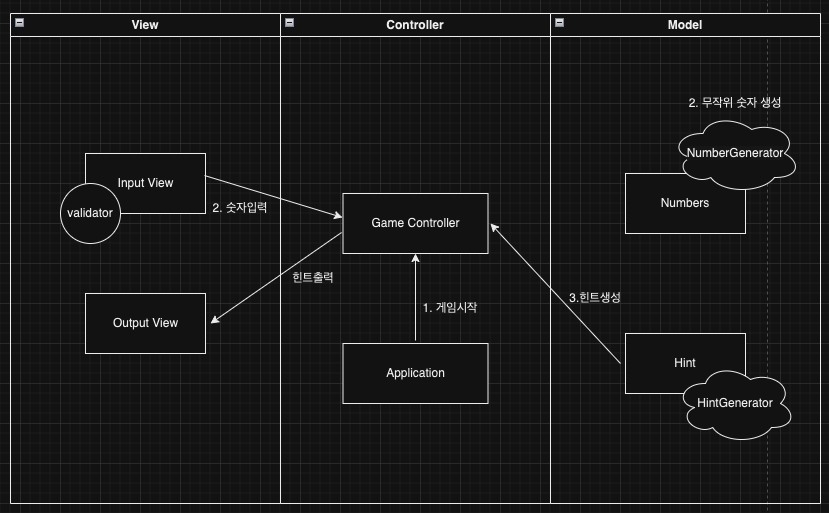 View
Controller
Model
2. 무작위 숫자 생성
NumberGenerator
Input View
validator
2. 숫자입력
Numbers
Game Controller
힌트출력
3.힌트생성
1. 게임시작
Output View
Application
Hint
HintGenerator